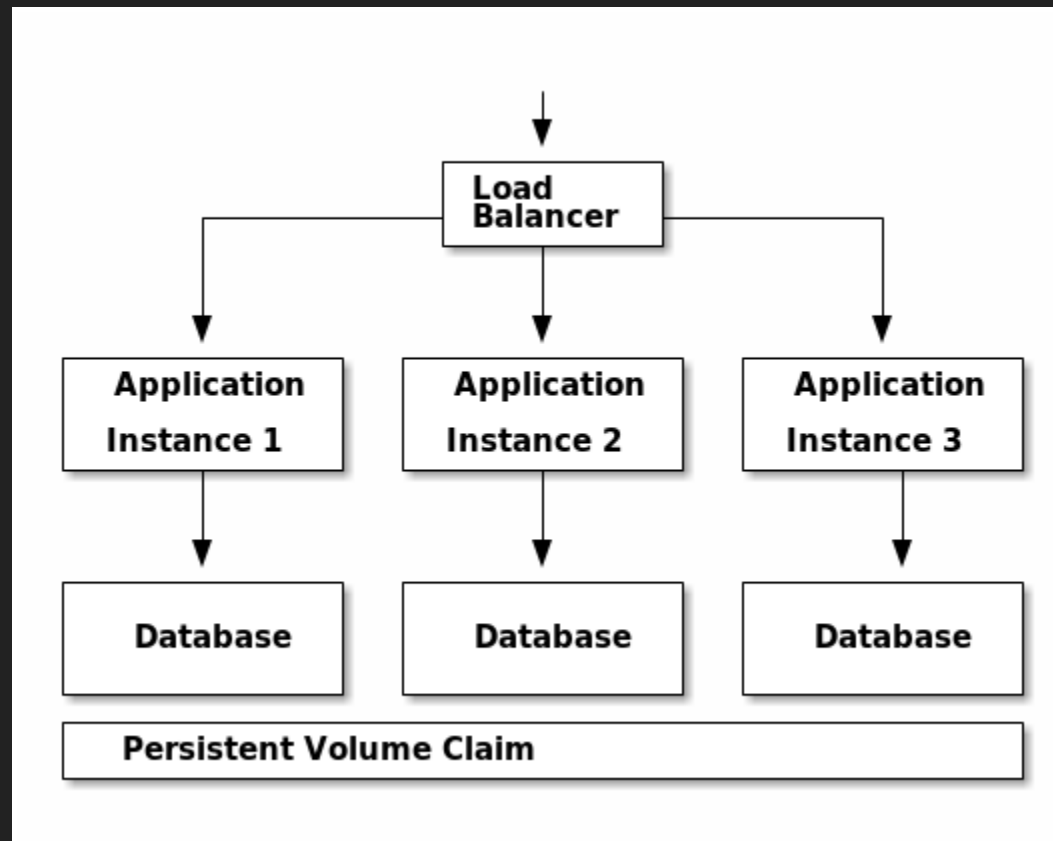 Load
Balancer
Application
Instance 1
Application
Instance 2
Application
Instance 3
Database
Database
Database
Persistent Volume Claim